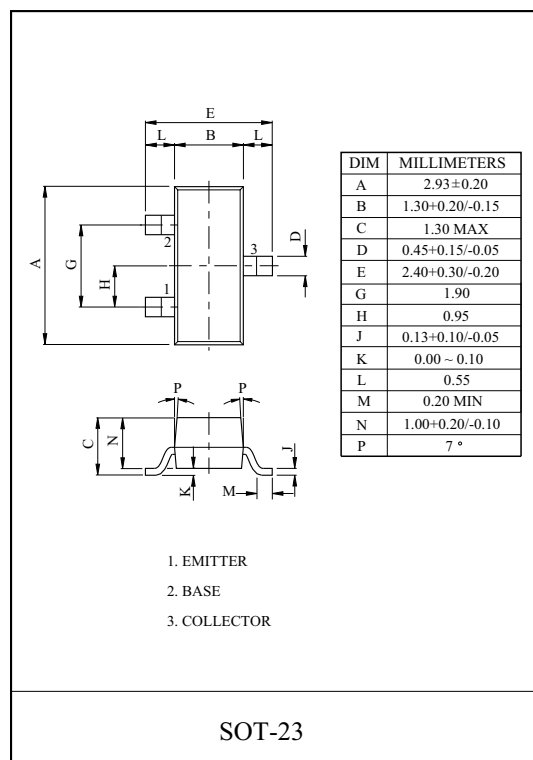 E
L B L
A
G
H
2
1
3
D
P P
C
N
K
M
J
DIM MILLIMETERS
A 2.93±0.20
B 1.30+0.20/-0.15
C 1.30 MAX
D 0.45+0.15/-0.05
E 2.40+0.30/-0.20
G 1.90
H 0.95
J 0.13+0.10/-0.05
K 0.00 ~ 0.10
L 0.55
M 0.20 MIN
N 1.00+0.20/-0.10
P 7 °
1. EMITTER
2. BASE
3. COLLECTOR
SOT-23